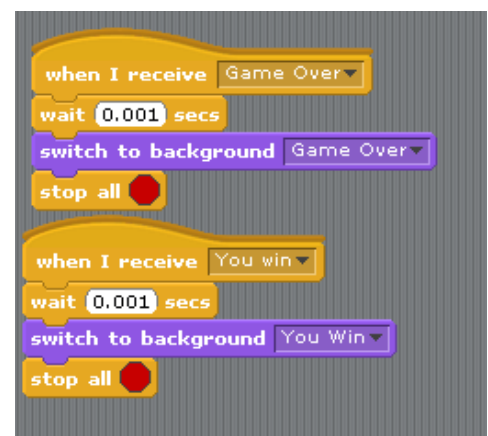 when I receive Game Over
wait 0.001 secs
switch to background Game Over
stop all
when I receive You win
wait 0.001 secs
switch to background You Win
stop all